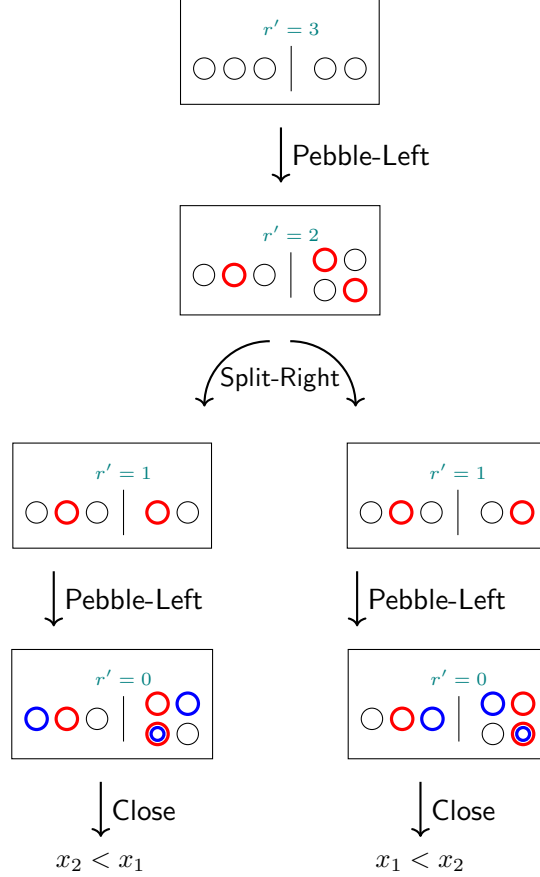 r′ = 3
Pebble-Left
r′ = 2
Split-Right
r′ = 1
r′ = 1
Pebble-Left
Pebble-Left
r′ = 0
r′ = 0
Close
Close
x₂ < x₁
x₁ < x₂